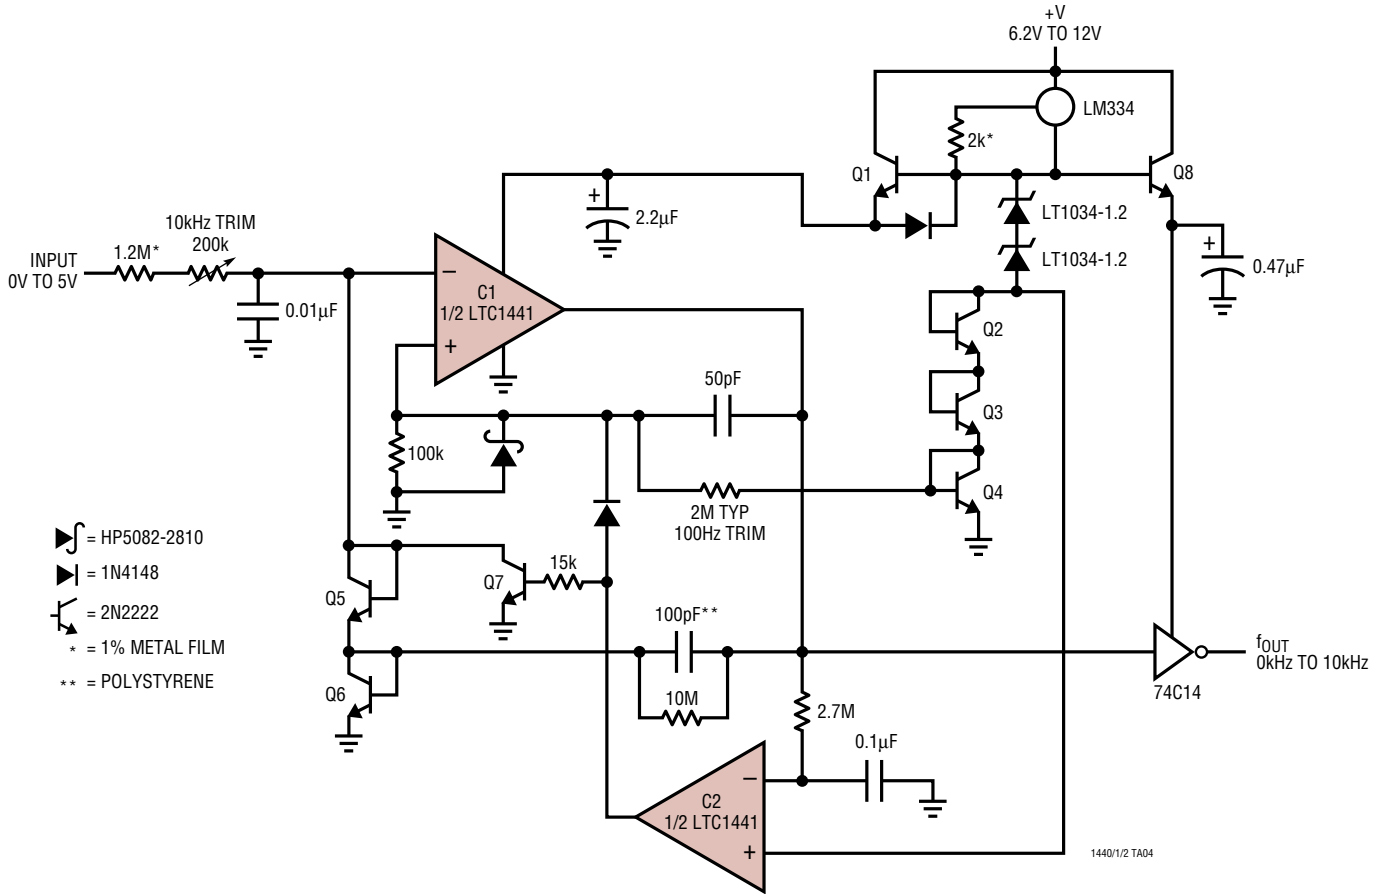 +V
6.2V TO 12V
LM334
2k*
Q1
Q8
LT1034-1.2
LT1034-1.2
+
2.2µF
+
0.47µF
10kHz TRIM
200k
1.2M*
INPUT
0V TO 5V
0.01µF
–
C1
1/2 LTC1441
+
Q2
Q3
Q4
50pF
100k
2M TYP
100Hz TRIM
= HP5082-2810
= 1N4148
= 2N2222
* = 1% METAL FILM
** = POLYSTYRENE
Q5
Q7
15k
100pF**
Q6
10M
2.7M
0.1µF
74C14
fOUT
0kHz TO 10kHz
–
C2
1/2 LTC1441
+
1440/1/2 TA04